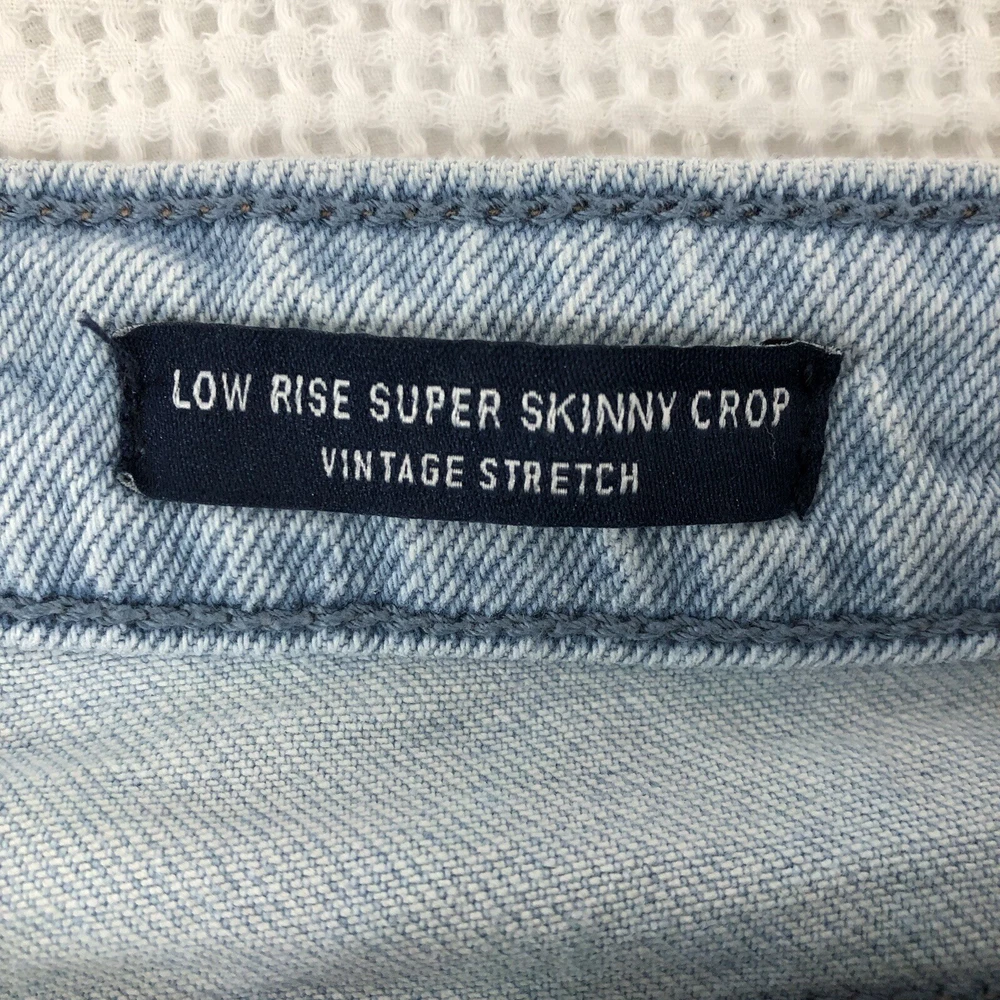 LOW RISE SUPER SKINNY CROP
VINTAGE STRETCH